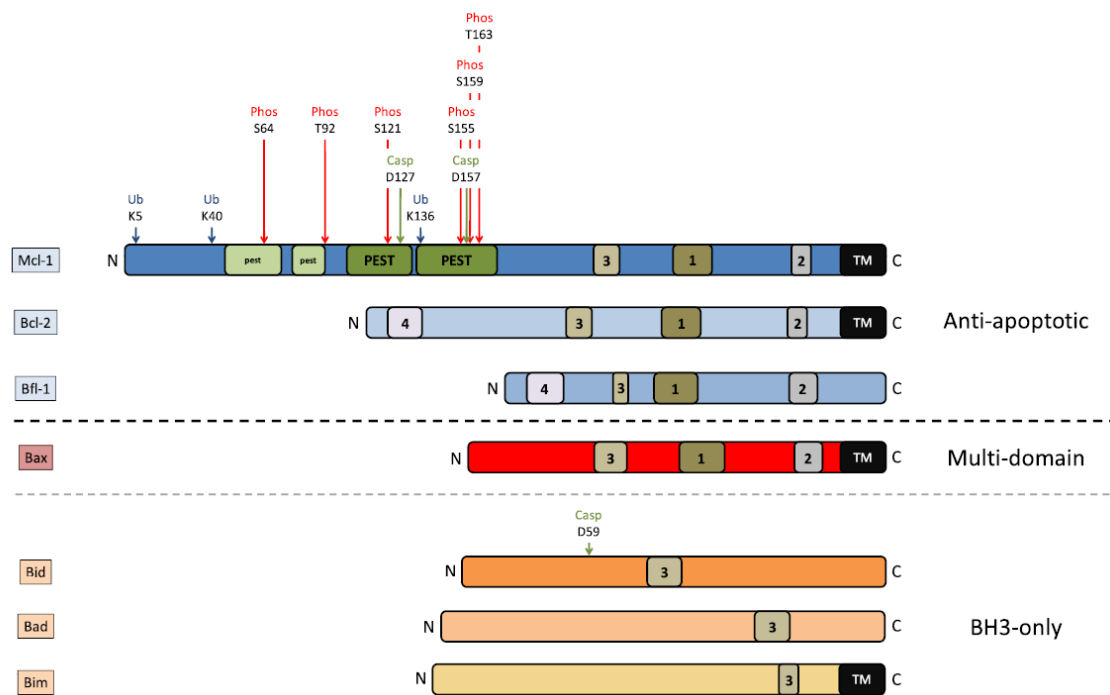 Phos
T163
Phos
S159
Phos Phos Phos Phos
S64 T92 S121 S155
Casp Casp
D127 D157
Ub Ub Ub
K5 K40 K136
Mcl-1 N pest pest PEST PEST 3 1 2 TM C
Bcl-2 N 4 3 1 2 TM C Anti-apoptotic
Bfl-1 N 4 3 1 2 C
Bax N 3 1 2 TM C Multi-domain
Casp
D59
Bid N 3 C
Bad N 3 C BH3-only
Bim N 3 TM C